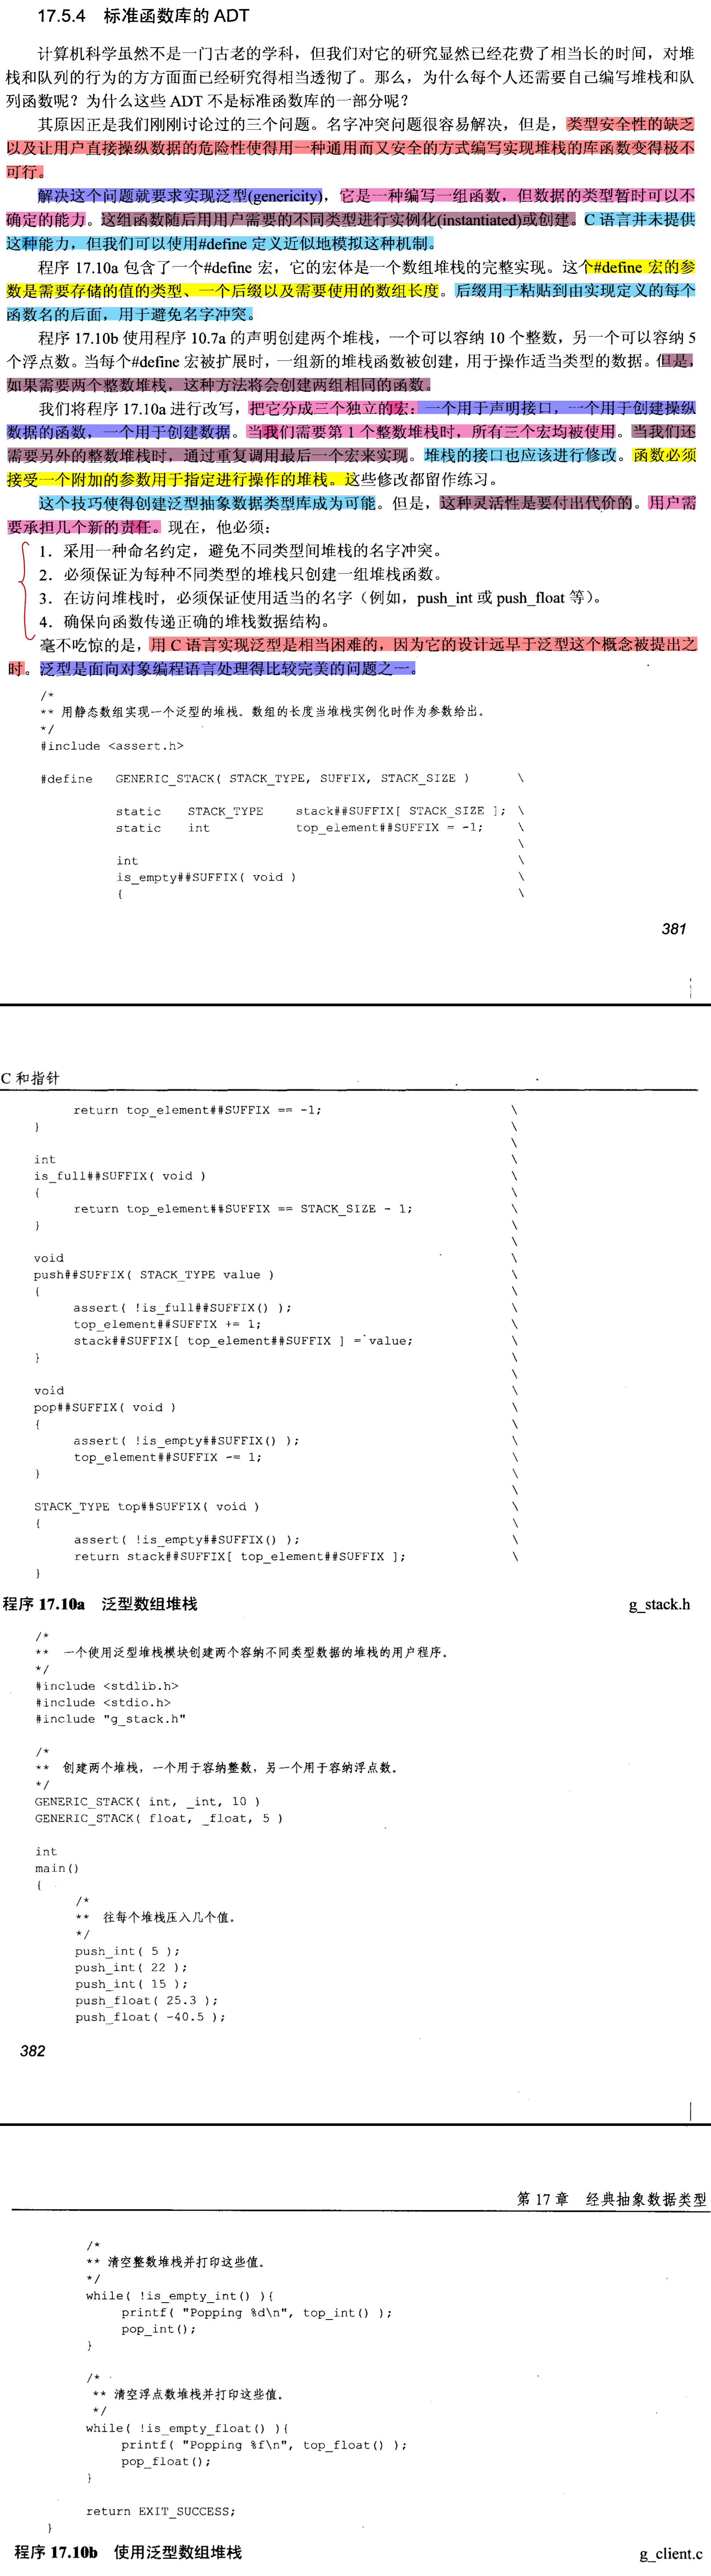 17.5.4 标准函数库的 ADT
计算机科学虽然不是一门古老的学科，但我们对它的研究显然已经花费了相当长的时间，对堆
栈和队列的行为的方方面面已经研究得相当透彻了。那么，为什么每个人还需要自己编写堆栈和队
列函数呢？为什么这些 ADT 不是标准函数库的一部分呢？
其原因正是我们刚刚讨论过的三个问题。名字冲突问题很容易解决，但是，类型安全性的缺乏
以及让用户直接操纵数据的危险性使得用一种通用而又安全的方式编写实现堆栈的库函数变得极不
可行。
解决这个问题就要求实现泛型(genericity)，它是一种编写一组函数，但数据的类型暂时可以不
确定的能力。这组函数随后用用户需要的不同类型进行实例化(instantiated)或创建。C 语言并未提供
这种能力，但我们可以使用#define 定义近似地模拟这种机制。
程序 17.10a 包含了一个#define 宏，它的宏体是一个数组堆栈的完整实现。这个#define 宏的参
数是需要存储的值的类型、一个后缀以及需要使用的数组长度。后缀用于粘贴到由实现定义的每个
函数名的后面，用于避免名字冲突。
程序 17.10b 使用程序 10.7a 的声明创建两个堆栈，一个可以容纳 10 个整数，另一个可以容纳 5
个浮点数。当每个#define 宏被扩展时，一组新的堆栈函数被创建，用于操作适当类型的数据。但是，
如果需要两个整数堆栈，这种方法将会创建两组相同的函数。
我们将程序 17.10a 进行改写，把它分成三个独立的宏：一个用于声明接口，一个用于创建操纵
数据的函数，一个用于创建数据。当我们需要第 1 个整数堆栈时，所有三个宏均被使用。当我们还
需要另外的整数堆栈时，通过重复调用最后一个宏来实现。堆栈的接口也应该进行修改。函数必须
接受一个附加的参数用于指定进行操作的堆栈。这些修改都留作练习。
这个技巧使得创建泛型抽象数据类型库成为可能。但是，这种灵活性是要付出代价的。用户需
要承担几个新的责任。现在，他必须：
1．采用一种命名约定，避免不同类型间堆栈的名字冲突。
2．必须保证为每种不同类型的堆栈只创建一组堆栈函数。
3．在访问堆栈时，必须保证使用适当的名字（例如，push_int 或 push_float 等）。
4．确保向函数传递正确的堆栈数据结构。
毫不吃惊的是，用 C 语言实现泛型是相当困难的，因为它的设计远早于泛型这个概念被提出之
时。泛型是面向对象编程语言处理得比较完美的问题之一。
/*
** 用静态数组实现一个泛型的堆栈。数组的长度当堆栈实例化时作为参数给出。
*/
#include <assert.h>
#define GENERIC_STACK( STACK_TYPE, SUFFIX, STACK_SIZE ) \
static STACK_TYPE stack##SUFFIX[ STACK_SIZE ]; \
static int top_element##SUFFIX = -1; \
\
int \
is_empty##SUFFIX( void ) \
{ \
381
C 和指针
return top_element##SUFFIX == -1; \
} \
\
int \
is_full##SUFFIX( void ) \
{ \
return top_element##SUFFIX == STACK_SIZE - 1; \
} \
\
void \
push##SUFFIX( STACK_TYPE value ) \
{ \
assert( !is_full##SUFFIX() ); \
top_element##SUFFIX += 1; \
stack##SUFFIX[ top_element##SUFFIX ] = value; \
} \
\
void \
pop##SUFFIX( void ) \
{ \
assert( !is_empty##SUFFIX() ); \
top_element##SUFFIX -= 1; \
} \
\
STACK_TYPE top##SUFFIX( void ) \
{ \
assert( !is_empty##SUFFIX() ); \
return stack##SUFFIX[ top_element##SUFFIX ]; \
}
程序 17.10a 泛型数组堆栈 g_stack.h
/*
** 一个使用泛型堆栈模块创建两个容纳不同类型数据的堆栈的用户程序。
*/
#include <stdlib.h>
#include <stdio.h>
#include "g_stack.h"
/*
** 创建两个堆栈，一个用于容纳整数，另一个用于容纳浮点数。
*/
GENERIC_STACK( int, _int, 10 )
GENERIC_STACK( float, _float, 5 )
int
main()
{
/*
** 往每个堆栈压入几个值。
*/
push_int( 5 );
push_int( 22 );
push_int( 15 );
push_float( 25.3 );
push_float( -40.5 );
382
第 17 章 经典抽象数据类型
/*
** 清空整数堆栈并打印这些值。
*/
while( !is_empty_int() ){
printf( "Popping %d\n", top_int() );
pop_int();
}
/*
** 清空浮点数堆栈并打印这些值。
*/
while( !is_empty_float() ){
printf( "Popping %f\n", top_float() );
pop_float();
}
return EXIT_SUCCESS;
}
程序 17.10b 使用泛型数组堆栈 g_client.c